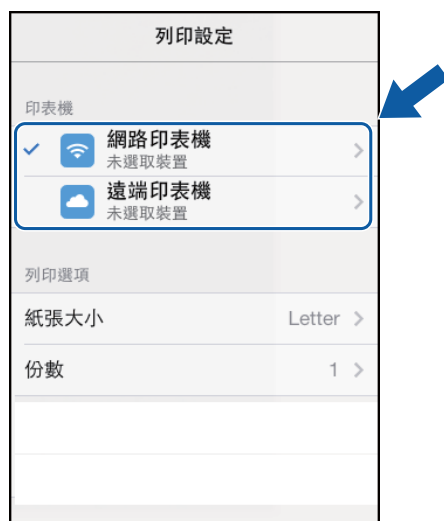 列印設定
印表機
網路印表機
未選取裝置
遠端印表機
未選取裝置
列印選項
紙張大小 Letter
份數 1